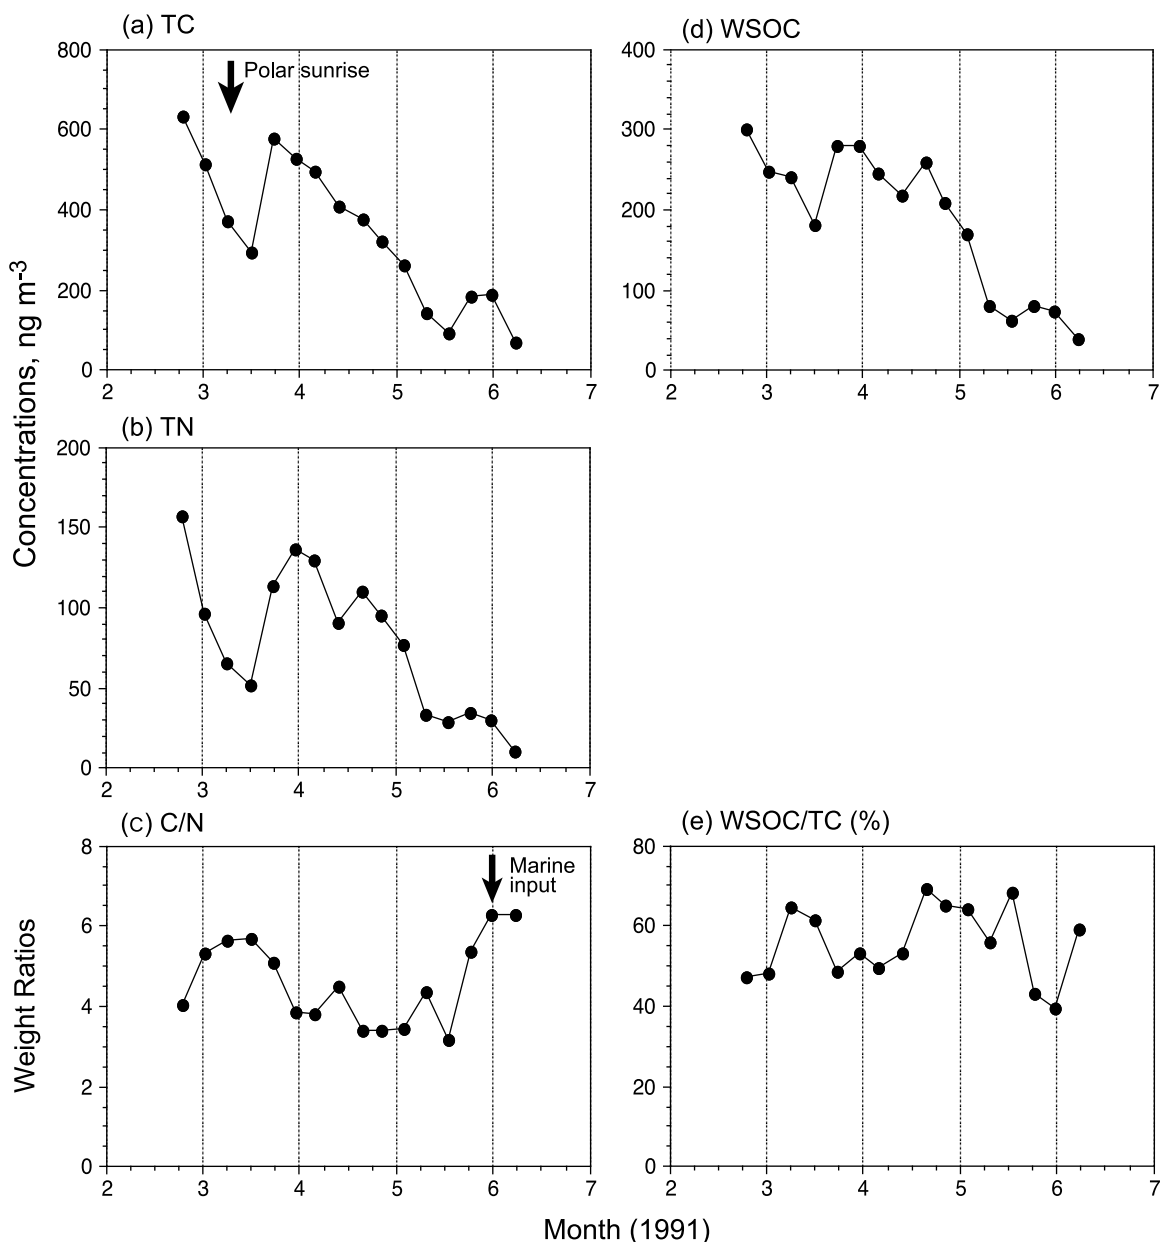 (a) TC
800
600
400
200
0
Polar sunrise
2 3 4 5 6 7
(d) WSOC
400
300
200
100
0
2 3 4 5 6 7
Concentrations, ng m-3
(b) TN
200
150
100
50
0
2 3 4 5 6 7
(c) C/N
8
6
4
2
0
Marine
input
2 3 4 5 6 7
(e) WSOC/TC (%)
80
60
40
20
0
2 3 4 5 6 7
Weight Ratios
Month (1991)